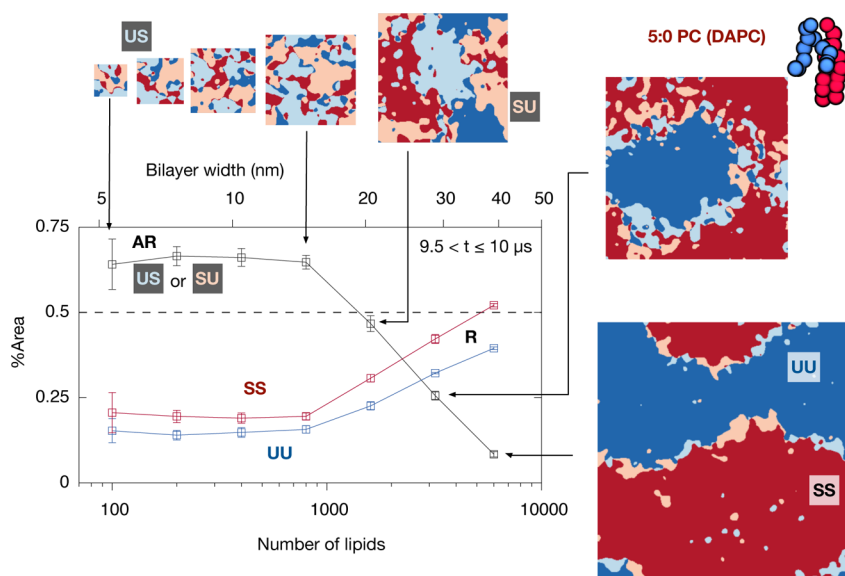 US
5:0 PC (DAPC)
SU
Bilayer width (nm)
5 10 20 30 40 50
0.75
AR
9.5 < t ≤ 10 µs
US or SU
0.5
%Area
R
SS
0.25
UU
0
100 1000 10000
Number of lipids
UU
SS